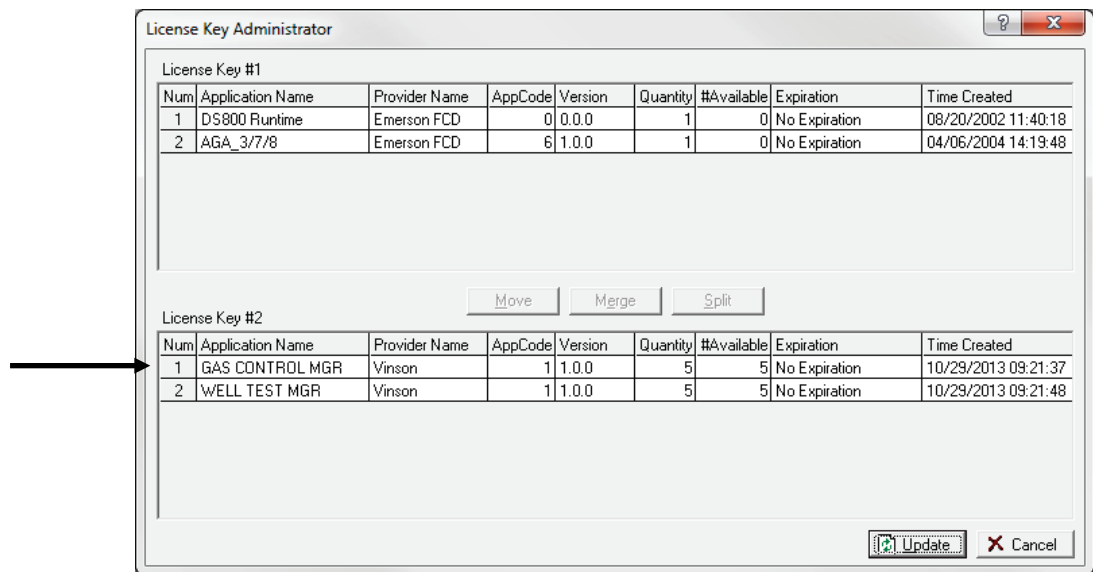 License Key Administrator
License Key #1
Num Application Name Provider Name AppCode Version Quantity #Available Expiration Time Created
1 DS800 Runtime Emerson FCD 0 0.0.0 1 0 No Expiration 08/20/2002 11:40:18
2 AGA_3/7/8 Emerson FCD 6 1.0.0 1 0 No Expiration 04/06/2004 14:19:48
Move Merge Split
License Key #2
Num Application Name Provider Name AppCode Version Quantity #Available Expiration Time Created
1 GAS CONTROL MGR Vinson 1 1.0.0 5 5 No Expiration 10/29/2013 09:21:37
2 WELL TEST MGR Vinson 1 1.0.0 5 5 No Expiration 10/29/2013 09:21:48
Update Cancel